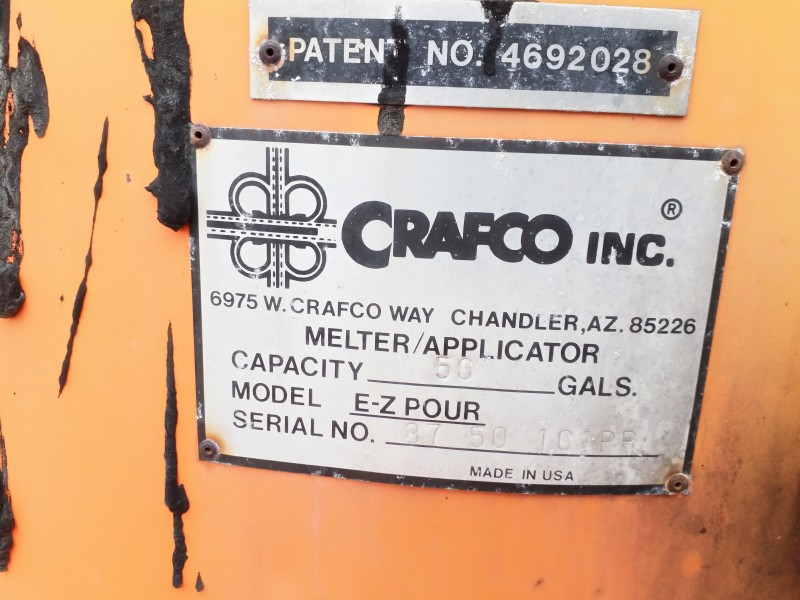 PATENT NO. 4692028
CRAFCO INC.®
6975 W. CRAFCO WAY CHANDLER, AZ. 85226
MELTER/APPLICATOR
CAPACITY 50 GALS.
MODEL E-Z POUR
SERIAL NO. 50
MADE IN USA